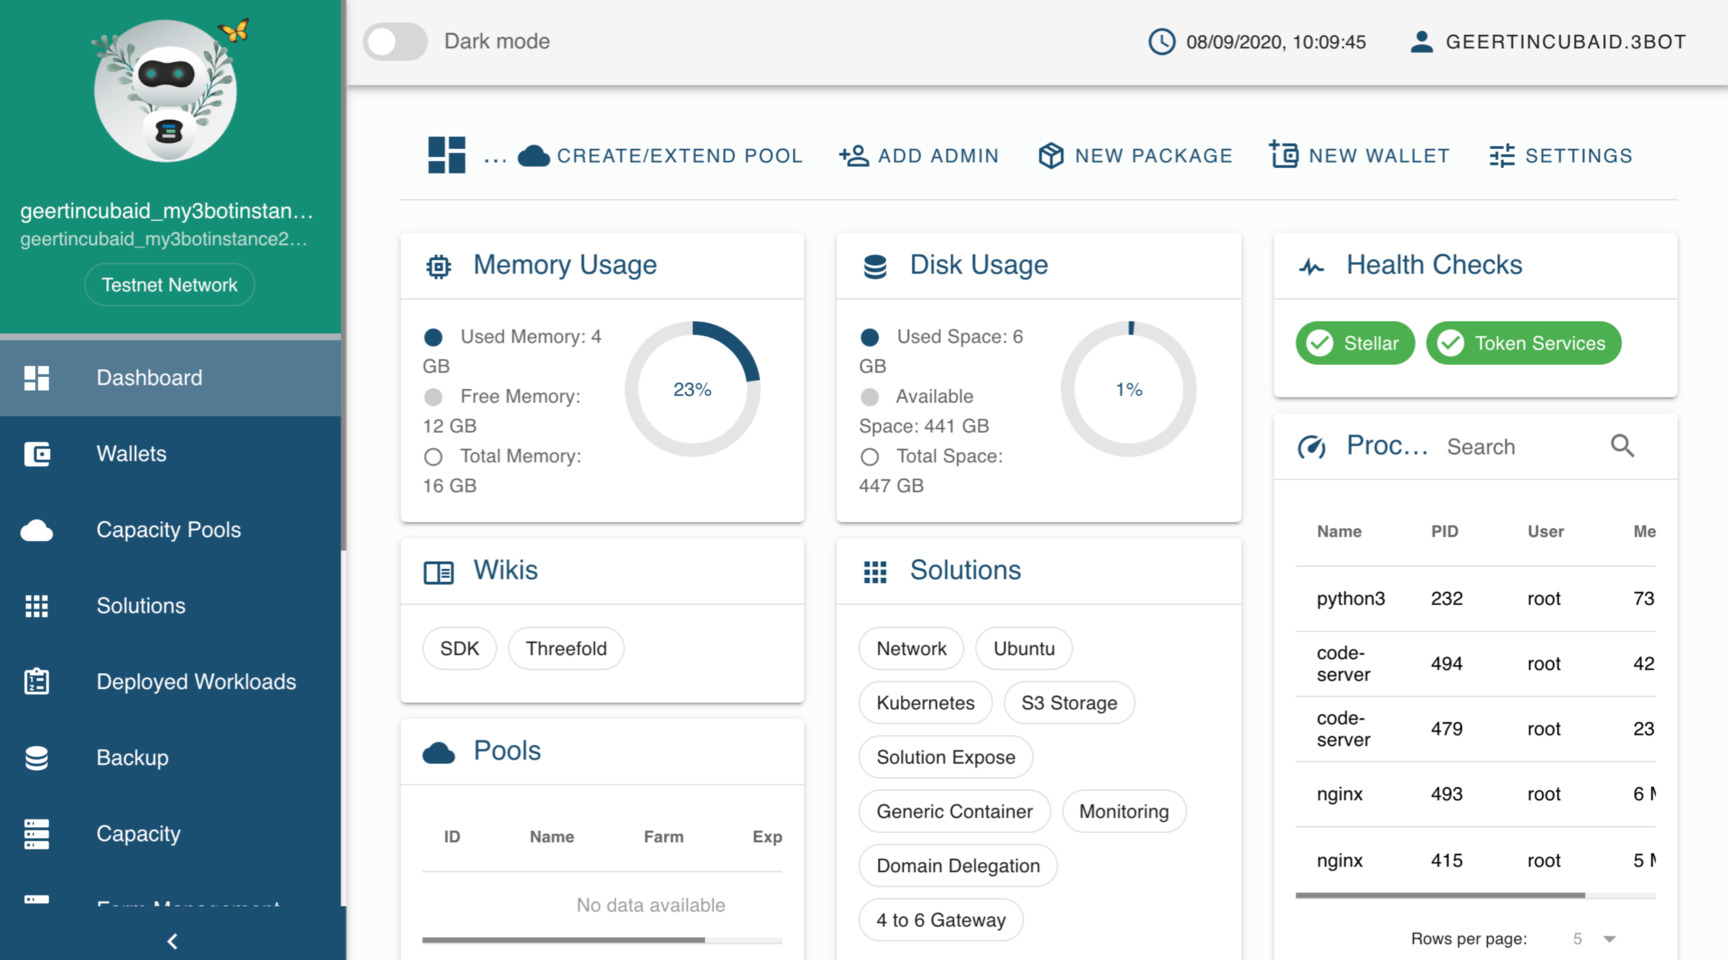 geertincubaid_my3botinstan...
geertincubaid_my3botinstance2...
Testnet Network
Dashboard
Wallets
Capacity Pools
Solutions
Deployed Workloads
Backup
Capacity
Farm Management
Dark mode
08/09/2020, 10:09:45
GEERTINCUBAID.3BOT
...
CREATE/EXTEND POOL
ADD ADMIN
NEW PACKAGE
NEW WALLET
SETTINGS
Memory Usage
Used Memory: 4
GB
Free Memory:
12 GB
Total Memory:
16 GB
23%
Disk Usage
Used Space: 6
GB
Available
Space: 441 GB
Total Space:
447 GB
1%
Health Checks
Stellar
Token Services
Wikis
SDK
Threefold
Pools
ID Name Farm Exp
No data available
Solutions
Network
Ubuntu
Kubernetes
S3 Storage
Solution Expose
Generic Container
Monitoring
Domain Delegation
4 to 6 Gateway
Proc...
Search
Name PID User Me
python3 232 root 73
code-
server 494 root 42
code-
server 479 root 23
nginx 493 root 6
nginx 415 root 5
Rows per page: 5